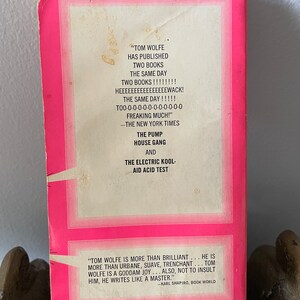 "TOM WOLFE
HAS PUBLISHED
TWO BOOKS
THE SAME DAY
TWO BOOKS ! ! ! ! ! ! ! !
HEEEEEEEEEEEEEEEWACK!
THE SAME DAY ! ! ! ! !
TOO O O O O O O O O O O O
FREAKING MUCH!"
—THE NEW YORK TIMES
THE PUMP
HOUSE GANG
AND
THE ELECTRIC KOOL-
AID ACID TEST
"TOM WOLFE IS MORE THAN BRILLIANT . . . HE IS
MORE THAN URBANE, SUAVE, TRENCHANT . . . TOM
WOLFE IS A GODDAM JOY . . . ALSO, NOT TO INSULT
HIM, HE WRITES LIKE A MASTER."
—KARL SHAPIRO, BOOK WORLD